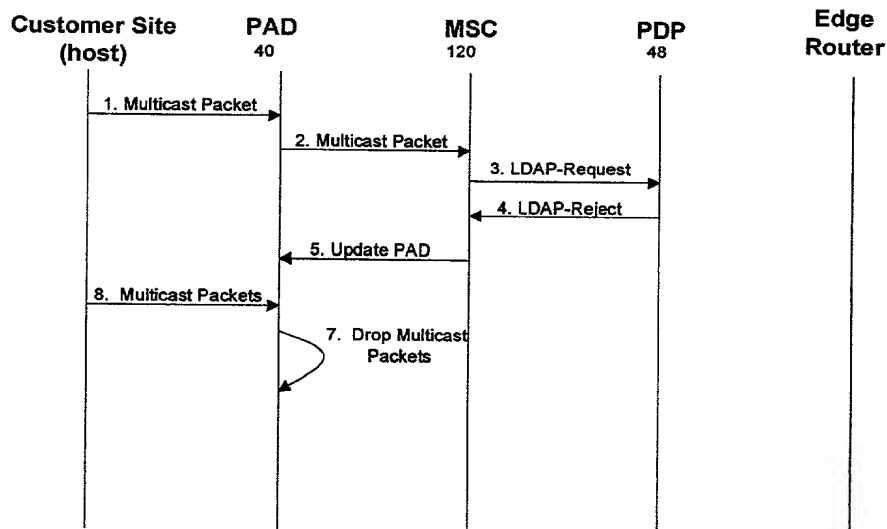 Customer Site
(host)
PAD
40
MSC
120
PDP
48
Edge
Router
1. Multicast Packet
2. Multicast Packet
3. LDAP-Request
4. LDAP-Reject
5. Update PAD
8. Multicast Packets
7. Drop Multicast
Packets